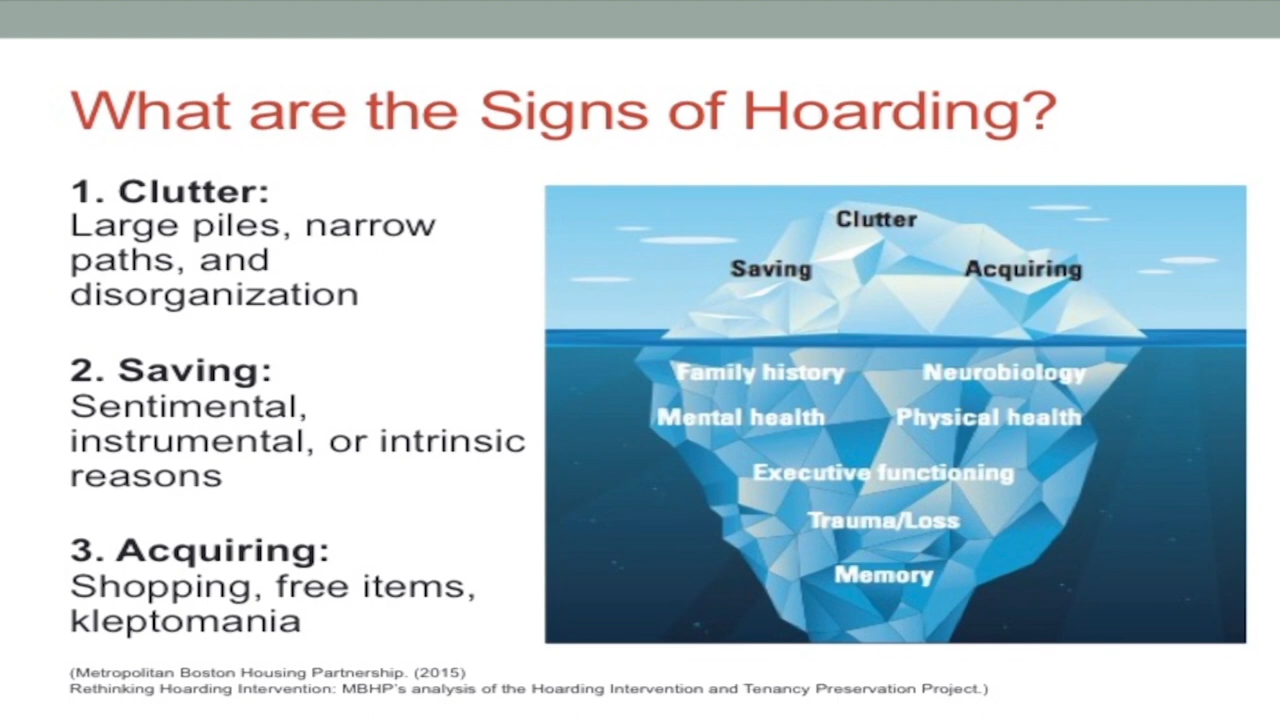 What are the Signs of Hoarding?
1. Clutter:
Large piles, narrow
paths, and
disorganization
2. Saving:
Sentimental,
instrumental, or intrinsic
reasons
3. Acquiring:
Shopping, free items,
kleptomania
Clutter
Saving Acquiring
Family history Neurobiology
Mental health Physical health
Executive functioning
Trauma/Loss
Memory
(Metropolitan Boston Housing Partnership. (2015)
Rethinking Hoarding Intervention: MBHP's analysis of the Hoarding Intervention and Tenancy Preservation Project.)